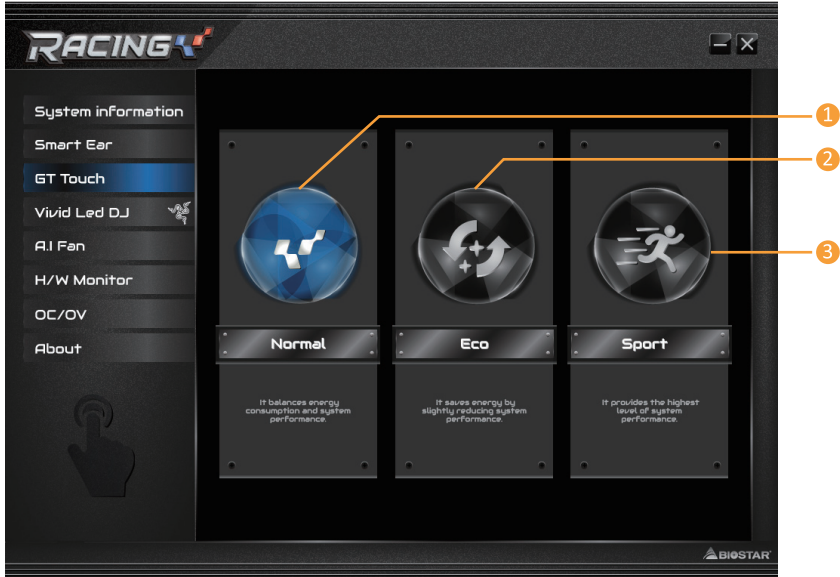 RACING
System information
Smart Ear
GT Touch
Vivid Led DJ
A.I Fan
H/W Monitor
OC/OV
About
1
2
3
Normal
Eco
Sport
It balances energy
consumption and system
performance.
It saves energy by
slightly reducing system
performance.
It provides the highest
level of system
performance.
BIOSTAR